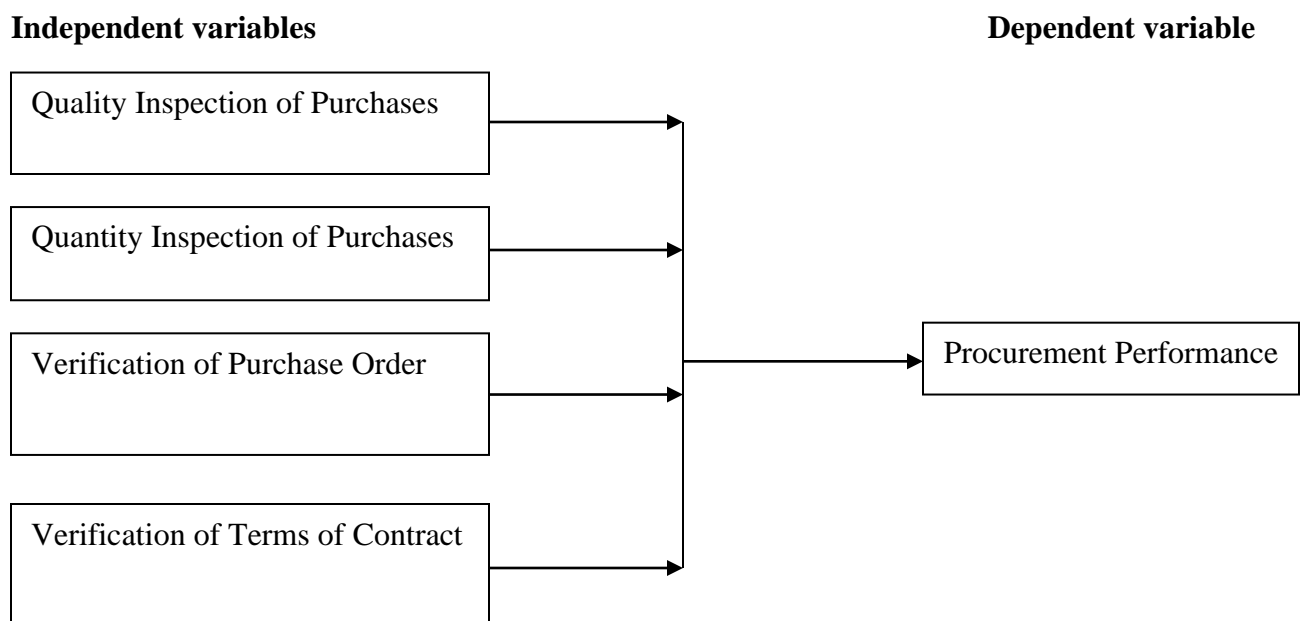 Independent variables
Dependent variable
Quality Inspection of Purchases
Quantity Inspection of Purchases
Verification of Purchase Order
Procurement Performance
Verification of Terms of Contract